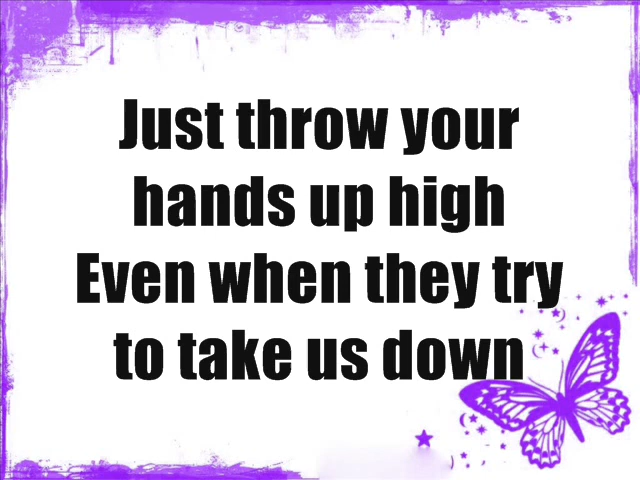 Just throw your
hands up high
Even when they try
to take us down